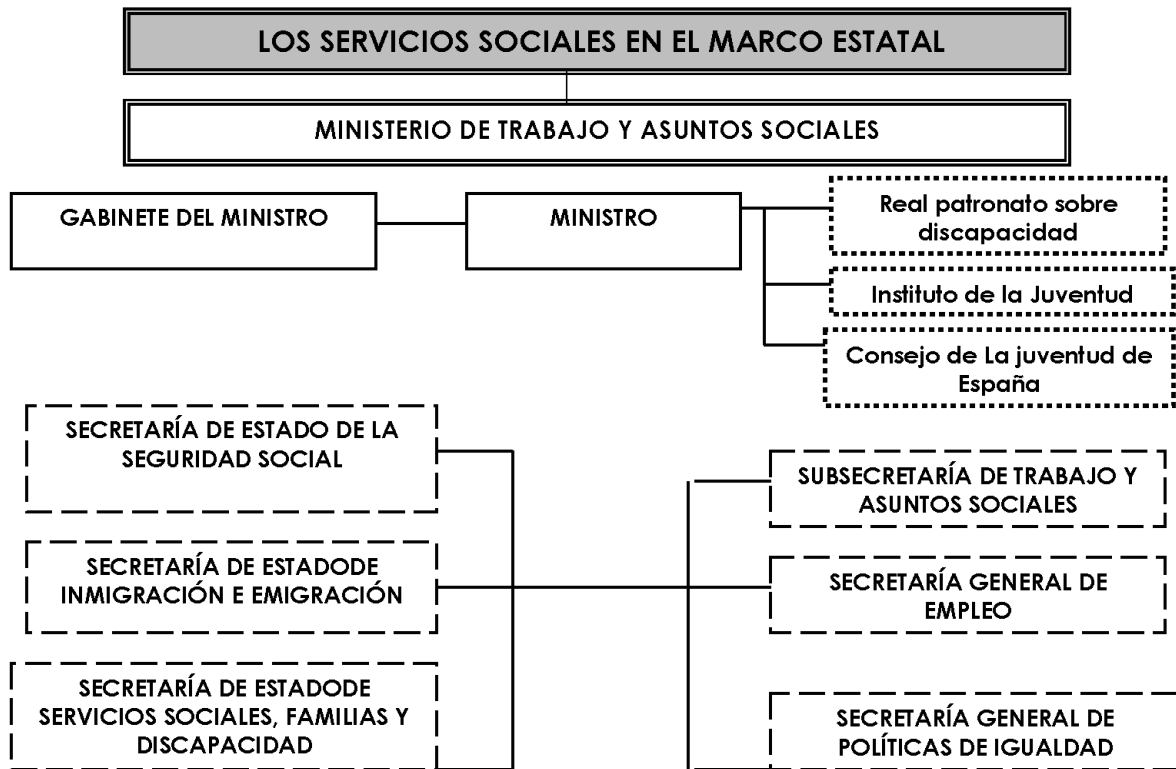 LOS SERVICIOS SOCIALES EN EL MARCO ESTATAL
MINISTERIO DE TRABAJO Y ASUNTOS SOCIALES
GABINETE DEL MINISTRO
MINISTRO
Real patronato sobre
discapacidad
Instituto de la Juventud
Consejo de La juventud de
España
SECRETARÍA DE ESTADO DE LA
SEGURIDAD SOCIAL
SUBSECRETARÍA DE TRABAJO Y
ASUNTOS SOCIALES
SECRETARÍA DE ESTADODE
INMIGRACIÓN E EMIGRACIÓN
SECRETARÍA GENERAL DE
EMPLEO
SECRETARÍA DE ESTADODE
SERVICIOS SOCIALES, FAMILIAS Y
DISCAPACIDAD
SECRETARÍA GENERAL DE
POLÍTICAS DE IGUALDAD